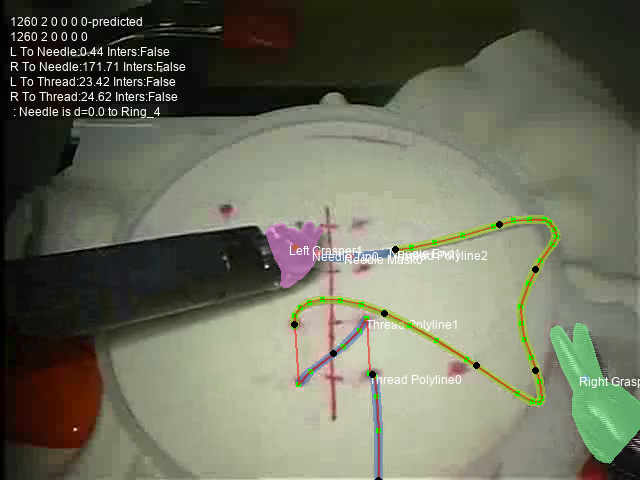 1260 2 0 0 0 0-predicted
1260 2 0 0 0 0
L To Needle:0.44 Inters:False
R To Needle:171.71 Inters:False
L To Thread:23.42 Inters:False
R To Thread:24.62 Inters:False
: Needle is d=0.0 to Ring_4
Left Grasper1
Polyline2
Needle Mask0
Thread Polyline1
Thread Polyline0
Right Grasp